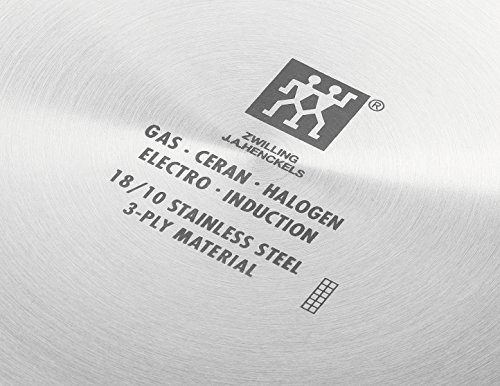 ®
ZWILLING
J.A.HENCKELS
GAS · CERAN · HALOGEN
ELECTRO · INDUCTION
18/10 STAINLESS STEEL
3-PLY MATERIAL